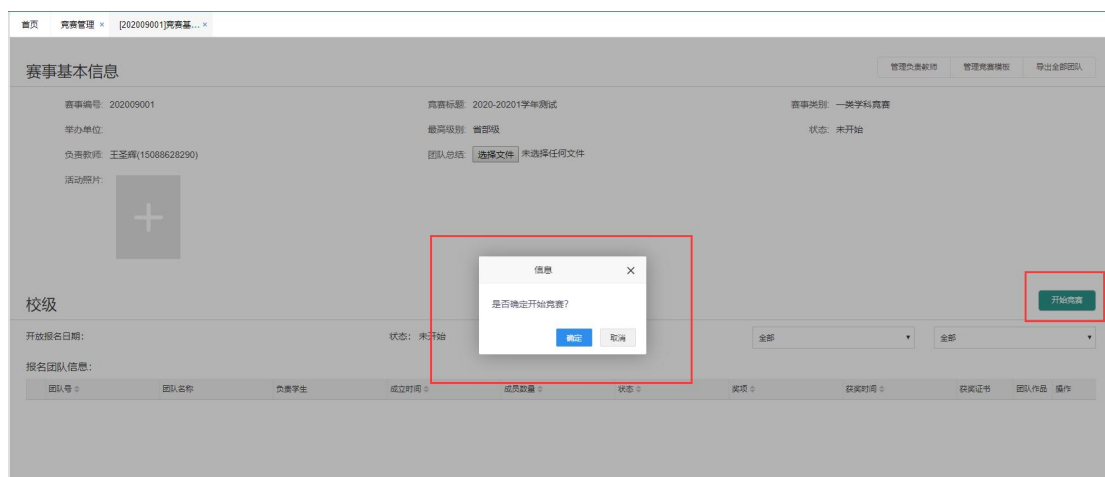 首页 竞赛管理 × [202009001]竞赛基... ×
赛事基本信息 管理负责教师 管理竞赛模板 导出全部团队
赛事编号: 202009001 竞赛标题: 2020-20201学年测试 赛事类别: 一类学科竞赛
举办单位: 最高级别: 省部级 状态: 未开始
负责教师: 王圣辉(15088628290) 团队总结: 选择文件 未选择任何文件
活动照片:
信息
是否确定开始竞赛?
确定 取消
校级 开始竞赛
开放报名日期: 状态: 未开始 全部 全部
报名团队信息:
团队号 团队名称 负责学生 成立时间 成员数量 状态 奖项 获奖时间 获奖证书 团队作品 操作